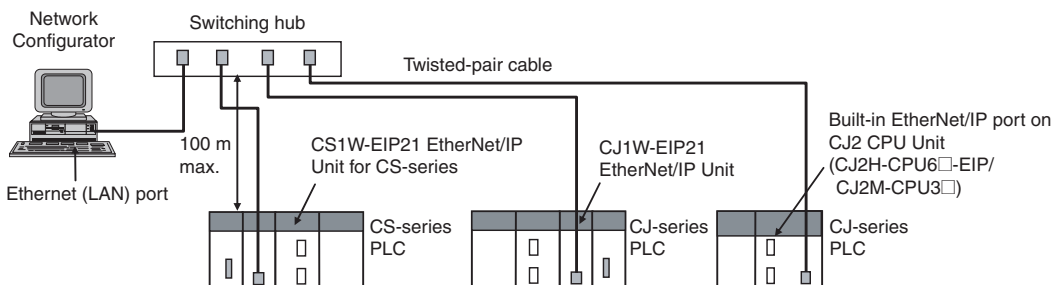 Network
Configurator
Switching hub
Twisted-pair cable
Ethernet (LAN) port
100 m
max.
CS1W-EIP21 EtherNet/IP
Unit for CS-series
CJ1W-EIP21
EtherNet/IP Unit
Built-in EtherNet/IP port on
CJ2 CPU Unit
(CJ2H-CPU6□-EIP/
CJ2M-CPU3□)
CS-series
PLC
CJ-series
PLC
CJ-series
PLC